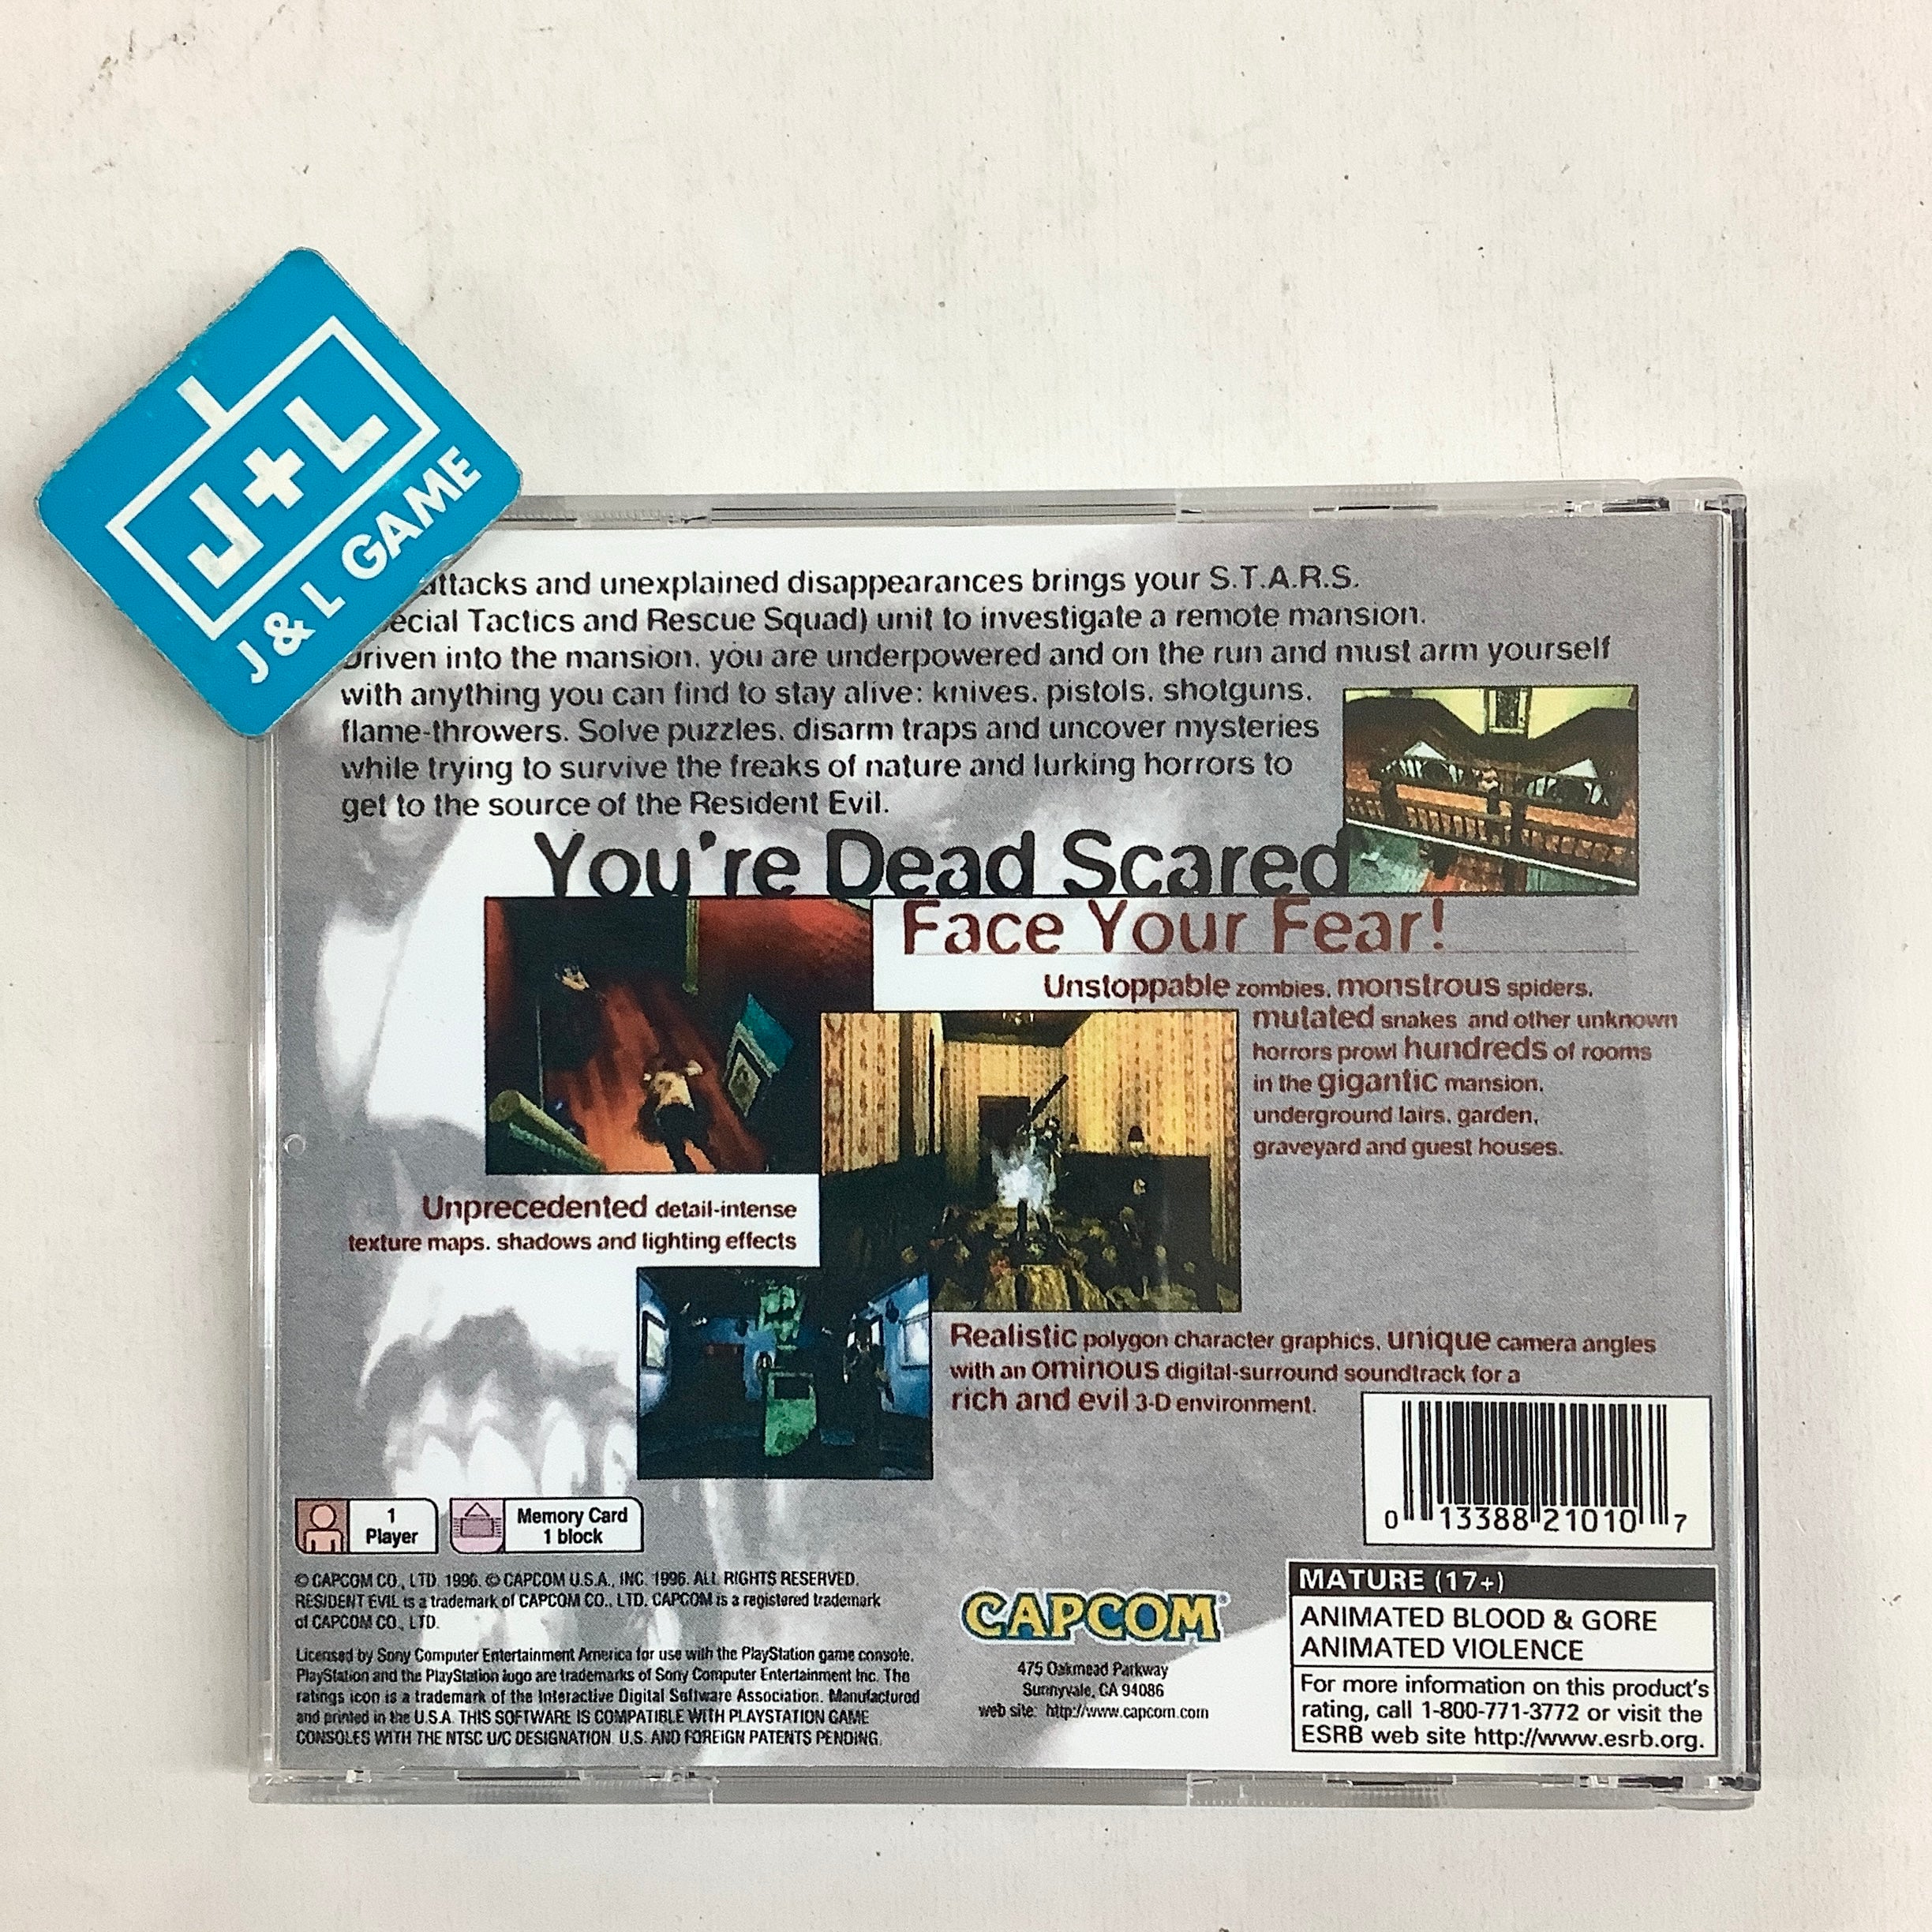 J+L
J & L GAME
attacks and unexplained disappearances brings your S.T.A.R.S.
Tactics and Rescue Squad) unit to investigate a remote mansion.
Driven into the mansion, you are underpowered and on the run and must arm yourself
with anything you can find to stay alive: knives, pistols, shotguns,
flame-throwers. Solve puzzles, disarm traps and uncover mysteries
while trying to survive the freaks of nature and lurking horrors to
get to the source of the Resident Evil.
You're Dead Scared
Face Your Fear!
Unstoppable zombies, monstrous spiders,
mutated snakes and other unknown
horrors prowl hundreds of rooms
in the gigantic mansion,
underground lairs, garden,
graveyard and guest houses.
Unprecedented detail-intense
texture maps, shadows and lighting effects
Realistic polygon character graphics, unique camera angles
with an ominous digital-surround soundtrack for a
rich and evil 3-D environment.
0 13388 21010 7
1
Player
Memory Card
1 block
© CAPCOM CO., LTD. 1996. © CAPCOM U.S.A., INC. 1996. ALL RIGHTS RESERVED.
RESIDENT EVIL is a trademark of CAPCOM CO., LTD. CAPCOM is a registered trademark
of CAPCOM CO., LTD.
Licensed by Sony Computer Entertainment America for use with the PlayStation game console.
PlayStation and the PlayStation logo are trademarks of Sony Computer Entertainment Inc. The
ratings icon is a trademark of the Interactive Digital Software Association. Manufactured
and printed in the U.S.A. THIS SOFTWARE IS COMPATIBLE WITH PLAYSTATION GAME
CONSOLES WITH THE NTSC U/C DESIGNATION. U.S. AND FOREIGN PATENTS PENDING.
CAPCOM
475 Oakmead Parkway
Sunnyvale, CA 94086
web site: http://www.capcom.com
MATURE (17+)
ANIMATED BLOOD & GORE
ANIMATED VIOLENCE
For more information on this product's
rating, call 1-800-771-3772 or visit the
ESRB web site http://www.esrb.org.